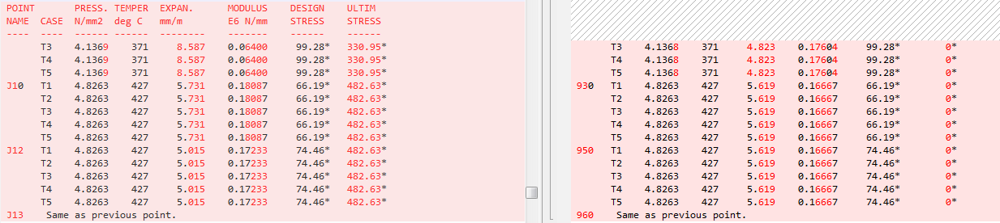 POINT PRESS. TEMPER EXPAN. MODULUS DESIGN ULTIM
NAME CASE N/mm2 deg C mm/m E6 N/mm STRESS STRESS
---- ---- ------ ------ -------- ------- ------ ------
T3 4.1369 371 8.587 0.06400 99.28* 330.95*
T4 4.1369 371 8.587 0.06400 99.28* 330.95*
T5 4.1369 371 8.587 0.06400 99.28* 330.95*
J10 T1 4.8263 427 5.731 0.18087 66.19* 482.63*
T2 4.8263 427 5.731 0.18087 66.19* 482.63*
T3 4.8263 427 5.731 0.18087 66.19* 482.63*
T4 4.8263 427 5.731 0.18087 66.19* 482.63*
T5 4.8263 427 5.731 0.18087 66.19* 482.63*
J12 T1 4.8263 427 5.015 0.17233 74.46* 482.63*
T2 4.8263 427 5.015 0.17233 74.46* 482.63*
T3 4.8263 427 5.015 0.17233 74.46* 482.63*
T4 4.8263 427 5.015 0.17233 74.46* 482.63*
T5 4.8263 427 5.015 0.17233 74.46* 482.63*
J13 Same as previous point.
T3 4.1368 371 4.823 0.17604 99.28* 0*
T4 4.1368 371 4.823 0.17604 99.28* 0*
T5 4.1368 371 4.823 0.17604 99.28* 0*
930 T1 4.8263 427 5.619 0.16667 66.19* 0*
T2 4.8263 427 5.619 0.16667 66.19* 0*
T3 4.8263 427 5.619 0.16667 66.19* 0*
T4 4.8263 427 5.619 0.16667 66.19* 0*
T5 4.8263 427 5.619 0.16667 66.19* 0*
950 T1 4.8263 427 5.619 0.16667 74.46* 0*
T2 4.8263 427 5.619 0.16667 74.46* 0*
T3 4.8263 427 5.619 0.16667 74.46* 0*
T4 4.8263 427 5.619 0.16667 74.46* 0*
T5 4.8263 427 5.619 0.16667 74.46* 0*
960 Same as previous point.